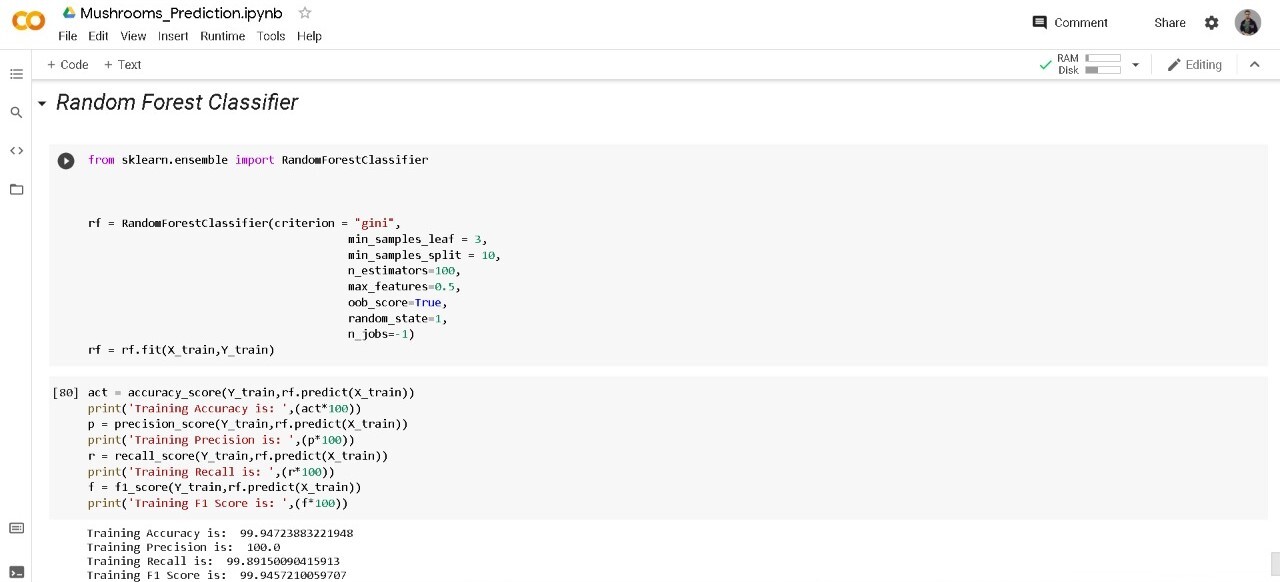 Mushrooms_Prediction.ipynb
File Edit View Insert Runtime Tools Help
Comment Share
+ Code + Text
RAM
Disk
Editing
Random Forest Classifier
from sklearn.ensemble import RandomForestClassifier
rf = RandomForestClassifier(criterion = "gini",
min_samples_leaf = 3,
min_samples_split = 10,
n_estimators=100,
max_features=0.5,
oob_score=True,
random_state=1,
n_jobs=-1)
rf = rf.fit(X_train,Y_train)
[80] act = accuracy_score(Y_train,rf.predict(X_train))
print('Training Accuracy is: ',(act*100))
p = precision_score(Y_train,rf.predict(X_train))
print('Training Precision is: ',(p*100))
r = recall_score(Y_train,rf.predict(X_train))
print('Training Recall is: ',(r*100))
f = f1_score(Y_train,rf.predict(X_train))
print('Training F1 Score is: ',(f*100))
Training Accuracy is:  99.94723883221948
Training Precision is:  100.0
Training Recall is:  99.89150090415913
Training F1 Score is:  99.9457210059707